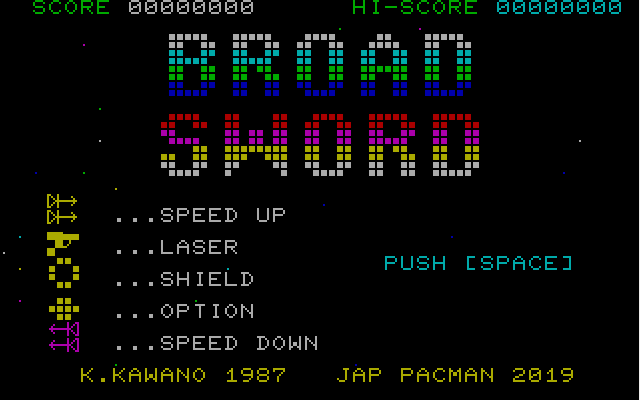 SCORE 00000000 HI-SCORE 00000000
BROAD
SWORD
...SPEED UP
...LASER
PUSH [SPACE]
...SHIELD
...OPTION
...SPEED DOWN
K.KAWANO 1987 JAP PACMAN 2019